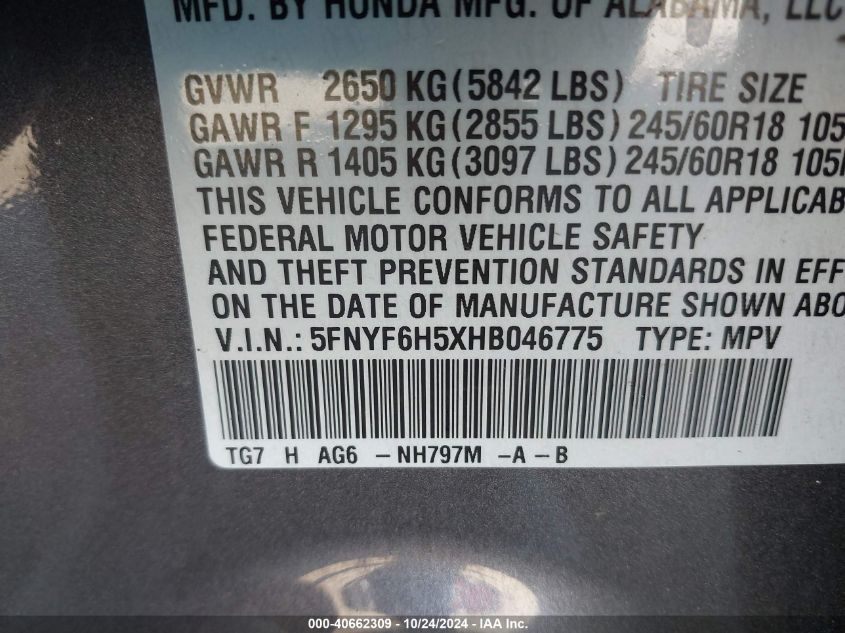 MFD. BY HONDA MFG. OF ALABAMA, LLC
GVWR 2650 KG (5842 LBS) TIRE SIZE
GAWR F 1295 KG (2855 LBS) 245/60R18 105
GAWR R 1405 KG (3097 LBS) 245/60R18 105
THIS VEHICLE CONFORMS TO ALL APPLICAB
FEDERAL MOTOR VEHICLE SAFETY
AND THEFT PREVENTION STANDARDS IN EFF
ON THE DATE OF MANUFACTURE SHOWN ABO
V.I.N.: 5FNYF6H5XHB046775 TYPE: MPV
TG7 H AG6 -NH797M -A -B
000-40662309 - 10/24/2024 - IAA Inc.